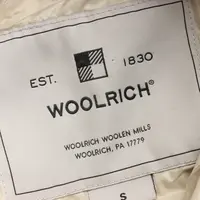 EST. 1830
WOOLRICH®
WOOLRICH WOOLEN MILLS
WOOLRICH, PA 17779
S